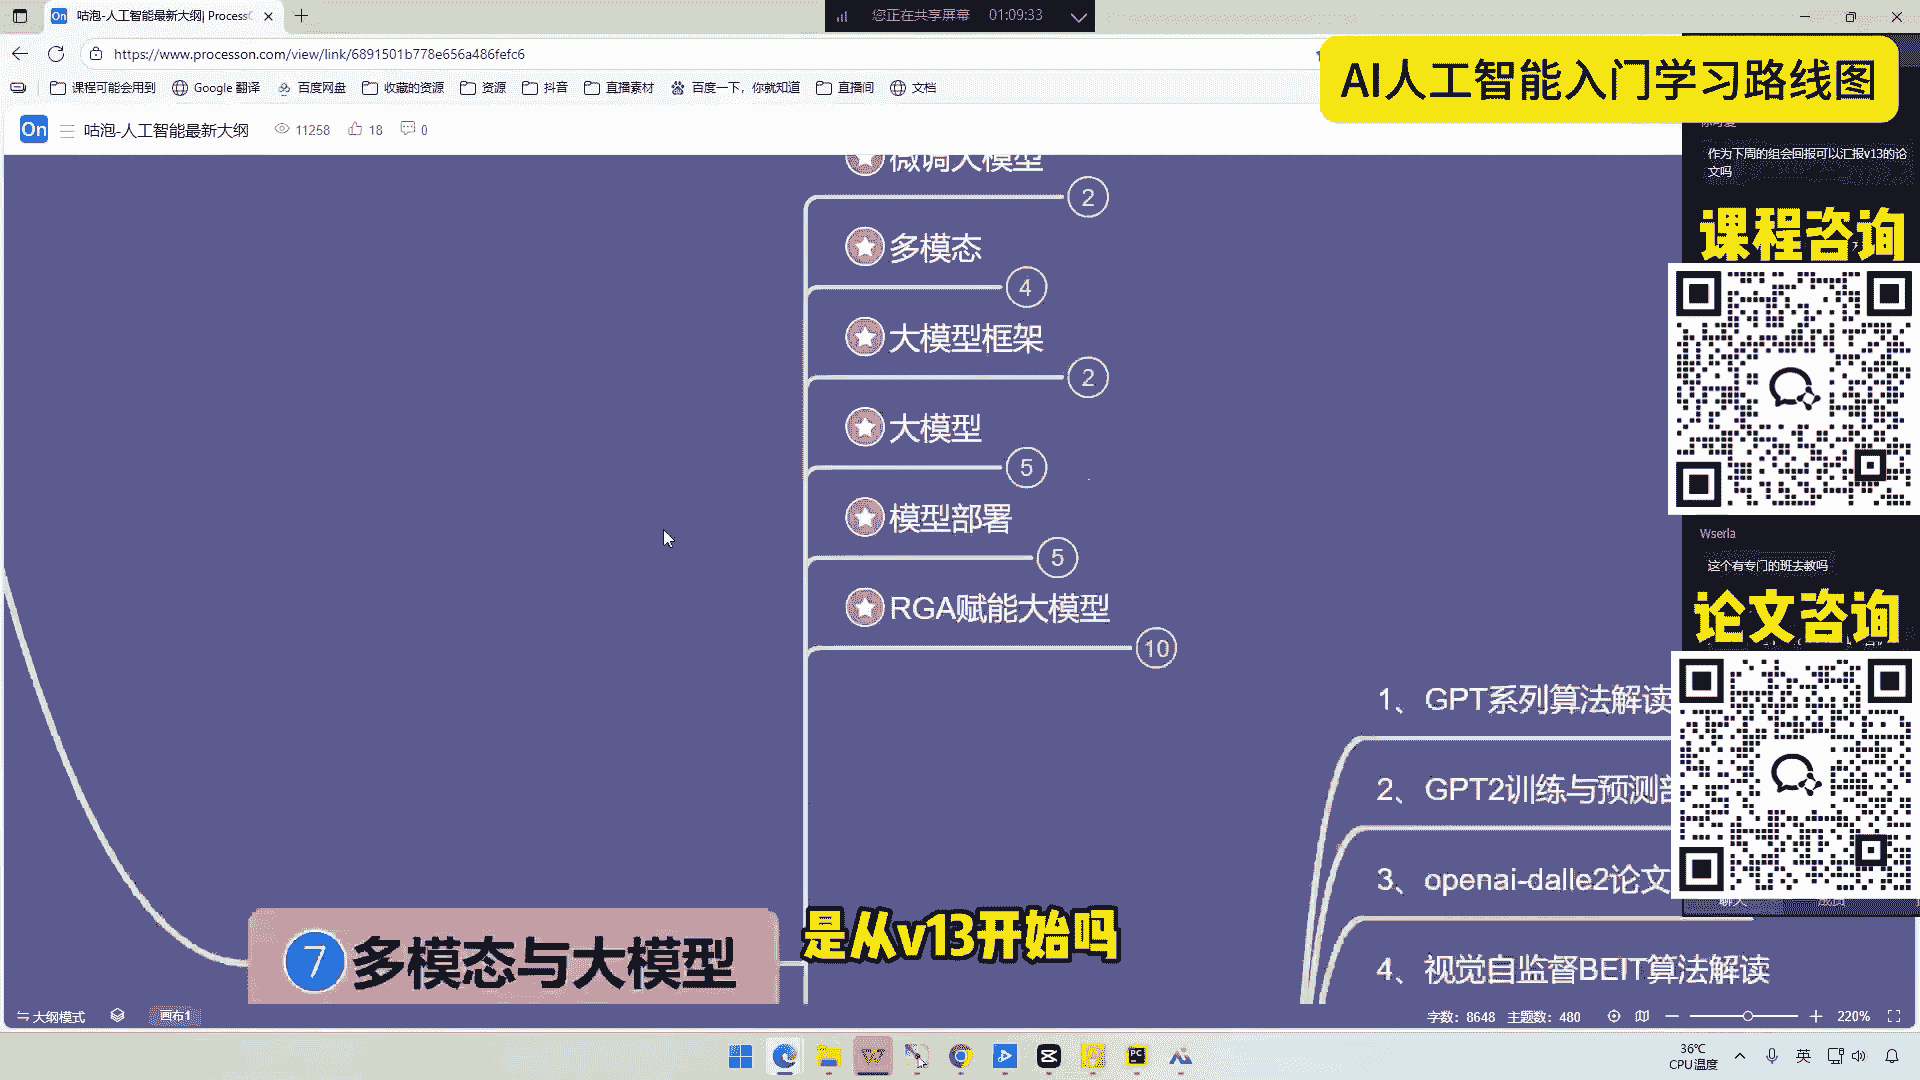 On 咕泡-人工智能最新大纲| ProcessO
您正在共享屏幕 01:09:33
https://www.processon.com/view/link/6891501b778e656a486fefc6
AI人工智能入门学习路线图
课程可能会用到 Google 翻译 百度网盘 收藏的资源 资源 抖音 直播素材 百度一下，你就知道 直播间 文档
On 咕泡-人工智能最新大纲 11258 18 0
作为下周的组会回报可以汇报v13的论文吗
微调大模型
2
课程咨询
多模态
4
大模型框架
2
大模型
5
模型部署
5
Wserla
这个有专门的班去教吗
论文咨询
RGA赋能大模型
10
1、GPT系列算法解读
2、GPT2训练与预测部
3、openai-dalle2论文
聊天 成员
是从v13开始吗
7 多模态与大模型
4、视觉自监督BEIT算法解读
大纲模式 画布1 字数：8648 主题数：480 220%
36℃
CPU温度
英